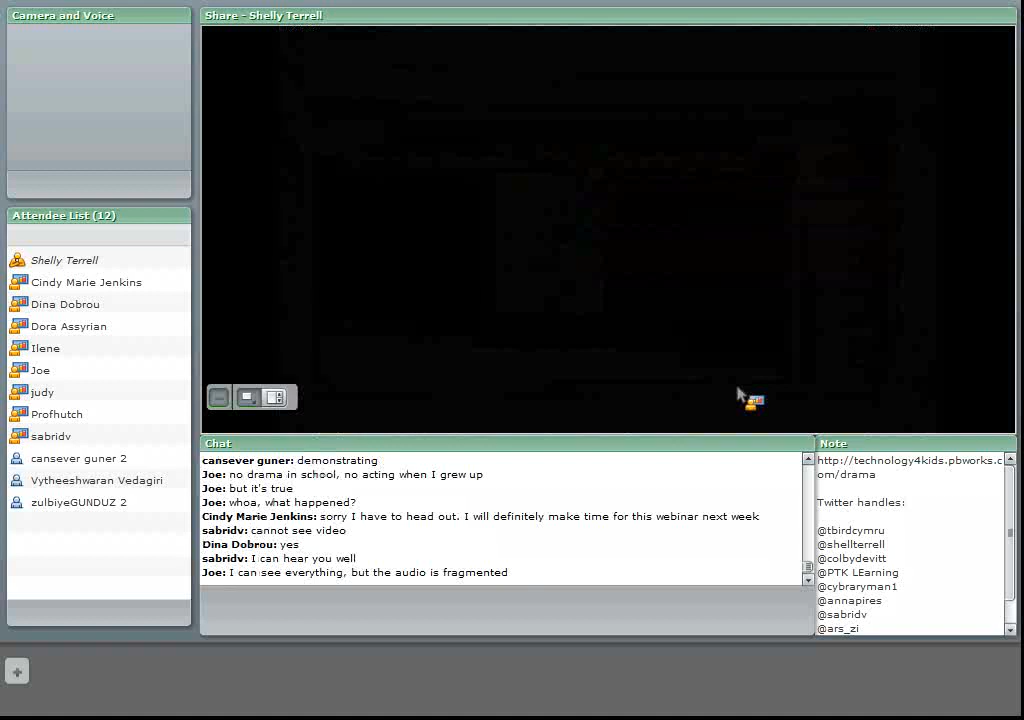 Camera and Voice
Share - Shelly Terrell
Attendee List (12)
Shelly Terrell
Cindy Marie Jenkins
Dina Dobrou
Dora Assyrian
Ilene
Joe
judy
Profhutch
sabridv
cansever guner 2
Vytheeshwaran Vedagiri
zulbiyeGUNDUZ 2
Chat
cansever guner: demonstrating
Joe: no drama in school, no acting when I grew up
Joe: but it's true
Joe: whoa, what happened?
Cindy Marie Jenkins: sorry I have to head out. I will definitely make time for this webinar next week
sabridv: cannot see video
Dina Dobrou: yes
sabridv: I can hear you well
Joe: I can see everything, but the audio is fragmented
Note
http://technology4kids.pbworks.c
om/drama
Twitter handles:
@tbirdcymru
@shellterrell
@colbydevitt
@PTK LEarning
@cybraryman1
@annapires
@sabridv
@ars_zi